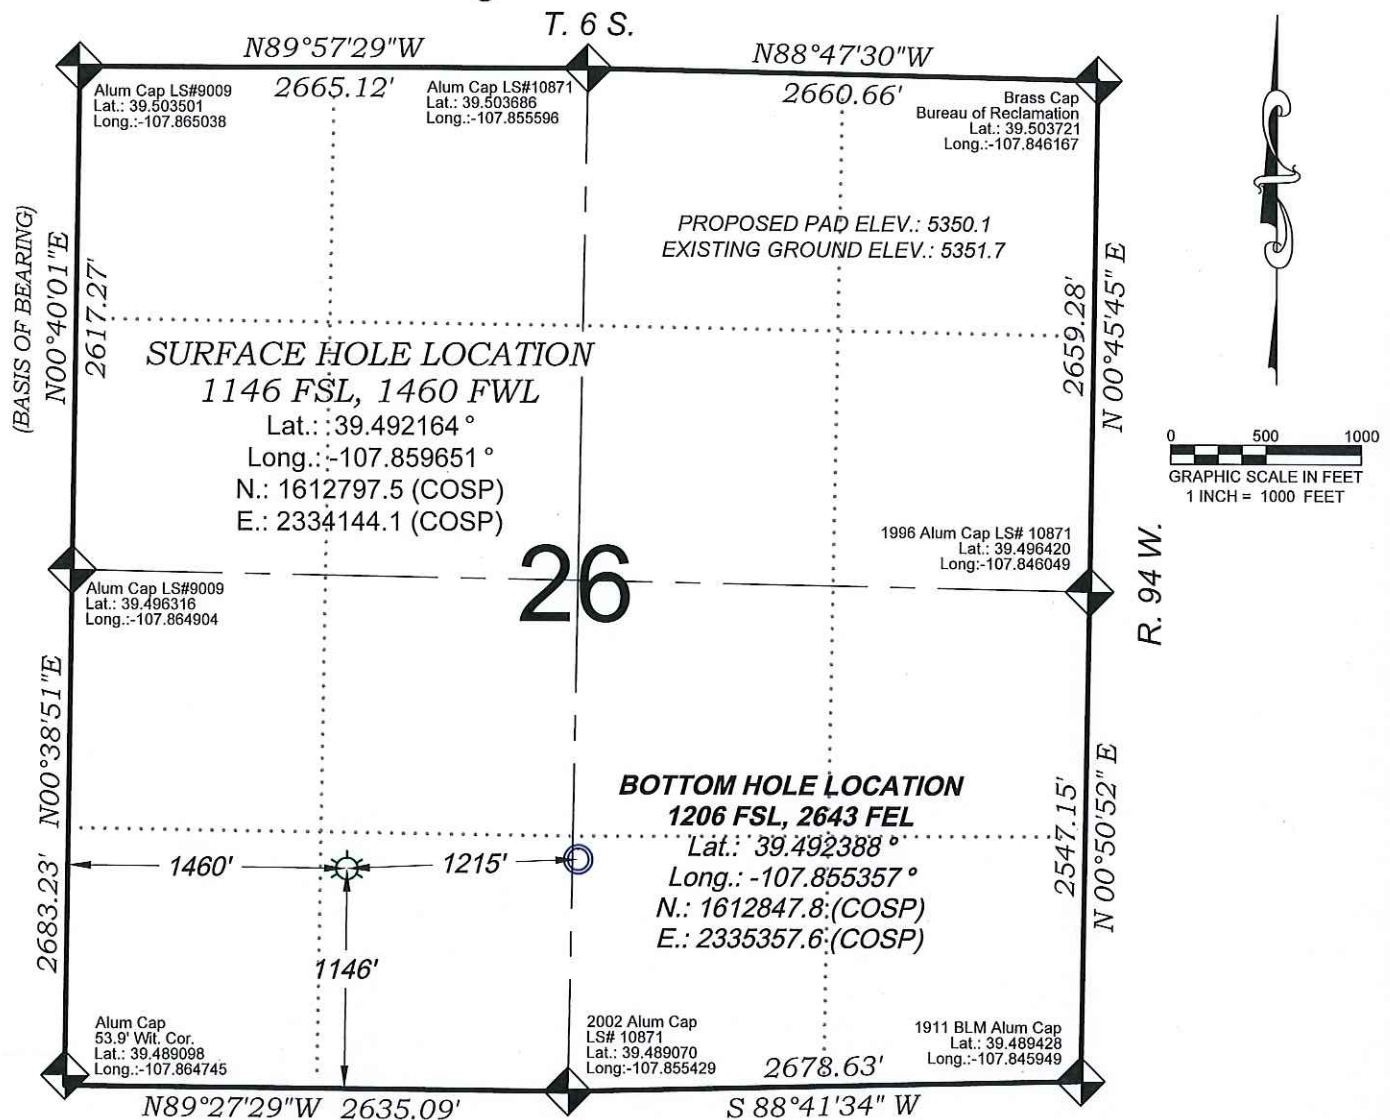 T. 6 S.
N89°57'29"W
N88°47'30"W
2665.12'
2660.66'
Alum Cap LS#9009
Lat.: 39.503501
Long.:-107.865038
Alum Cap LS#10871
Lat.: 39.503686
Long.:-107.855596
Brass Cap
Bureau of Reclamation
Lat.: 39.503721
Long.:-107.846167
PROPOSED PAD ELEV.: 5350.1
EXISTING GROUND ELEV.: 5351.7
(BASIS OF BEARING)
N00°40'01"E
2617.27'
2659.28'
N 00°45'45" E
SURFACE HOLE LOCATION
1146 FSL, 1460 FWL
Lat.: 39.492164 °
Long.: -107.859651 °
N.: 1612797.5 (COSP)
E.: 2334144.1 (COSP)
0 500 1000
GRAPHIC SCALE IN FEET
1 INCH = 1000 FEET
R. 94 W.
1996 Alum Cap LS# 10871
Lat.: 39.496420
Long:-107.846049
26
Alum Cap LS#9009
Lat.: 39.496316
Long.:-107.864904
N00°38'51"E
2683.23'
BOTTOM HOLE LOCATION
1206 FSL, 2643 FEL
Lat.: 39.492388 °
Long.: -107.855357 °
N.: 1612847.8 (COSP)
E.: 2335357.6 (COSP)
2547.15'
N 00°50'52" E
1460'
1215'
1146'
Alum Cap
53.9' Wit. Cor.
Lat.: 39.489098
Long.:-107.864745
2002 Alum Cap
LS# 10871
Lat.: 39.489070
Long:-107.855429
1911 BLM Alum Cap
Lat.: 39.489428
Long.:-107.845949
2678.63'
N89°27'29"W 2635.09'
S 88°41'34" W